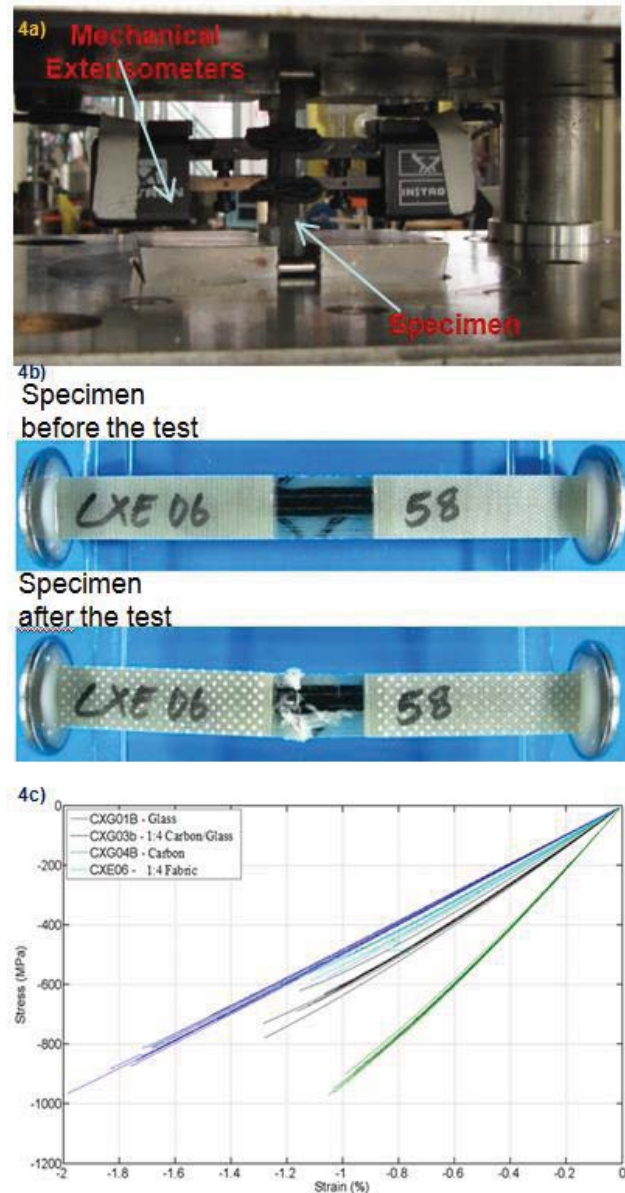 4a)
Mechanical
Extensometers
INSTRON
INSTRON
Specimen
4b)
Specimen
before the test
CXE 06
58
Specimen
after the test
CXE 06
58
4c)
CXG01B - Glass
CXG03b - 1:4 Carbon/Glass
CXG04B - Carbon
CXE06 - 1:4 Fabric
0
-200
-400
-600
-800
-1000
-1200
Stress (MPa)
-2
-1.8
-1.6
-1.4
-1.2
-1
-0.8
-0.6
-0.4
-0.2
0
Strain (%)